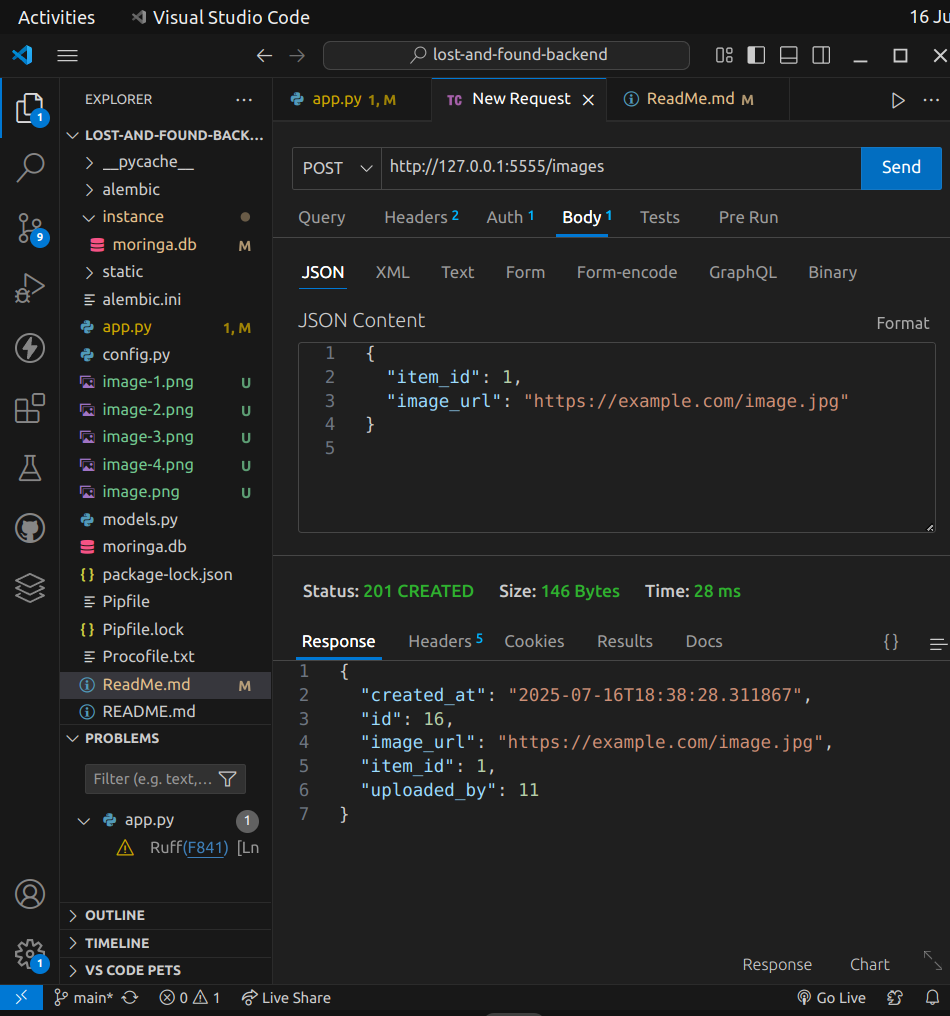 Activities Visual Studio Code 16 Ju
lost-and-found-backend
EXPLORER
LOST-AND-FOUND-BACK...
__pycache__
alembic
instance
moringa.db M
static
alembic.ini
app.py 1, M
config.py
image-1.png U
image-2.png U
image-3.png U
image-4.png U
image.png U
models.py
moringa.db
package-lock.json
Pipfile
Pipfile.lock
Procofile.txt
ReadMe.md M
README.md
PROBLEMS
Filter (e.g. text,...
app.py 1
Ruff(F841) [Ln
OUTLINE
TIMELINE
VS CODE PETS
1
9
1
app.py 1, M TC New Request ReadMe.md M
POST http://127.0.0.1:5555/images Send
Query Headers 2 Auth 1 Body 1 Tests Pre Run
JSON XML Text Form Form-encode GraphQL Binary
JSON Content Format
1 {
2 "item_id": 1,
3 "image_url": "https://example.com/image.jpg"
4 }
5
Status: 201 CREATED Size: 146 Bytes Time: 28 ms
Response Headers 5 Cookies Results Docs {}
1 {
2 "created_at": "2025-07-16T18:38:28.311867",
3 "id": 16,
4 "image_url": "https://example.com/image.jpg",
5 "item_id": 1,
6 "uploaded_by": 11
7 }
Response Chart
main* 0 1 Live Share Go Live